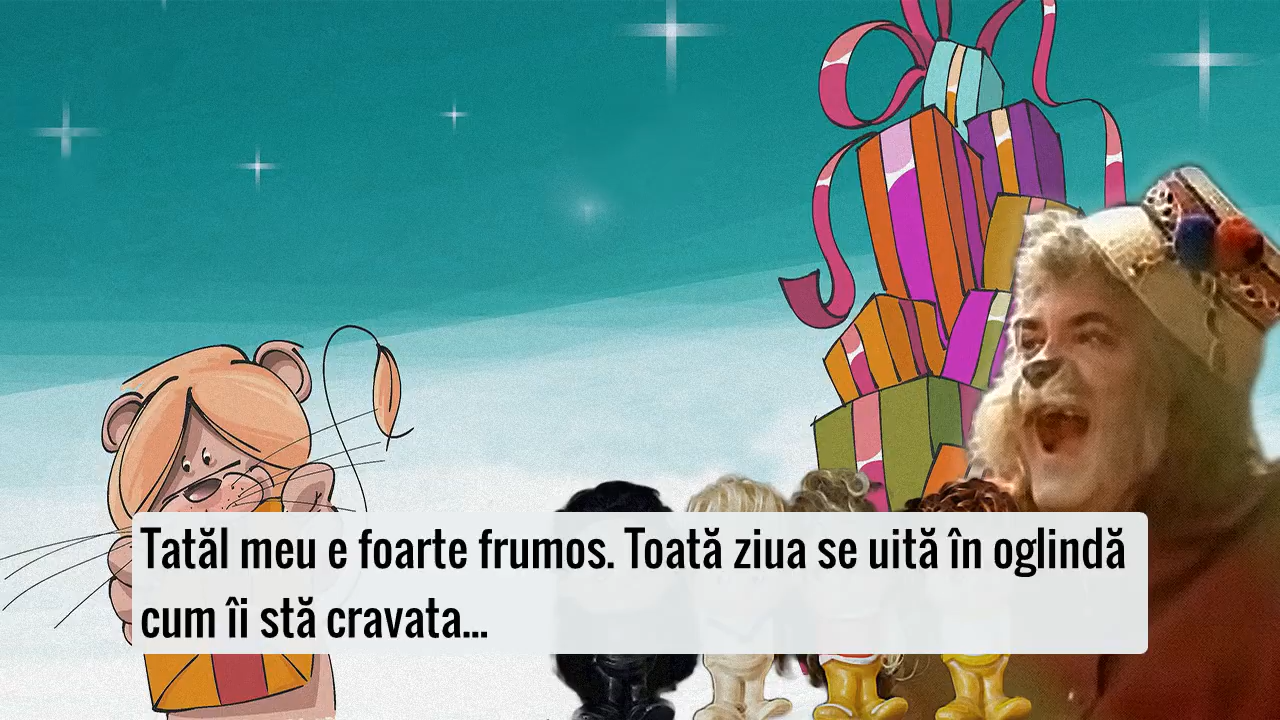 Tatăl meu e foarte frumos. Toată ziua se uită în oglindă
cum îi stă cravata...